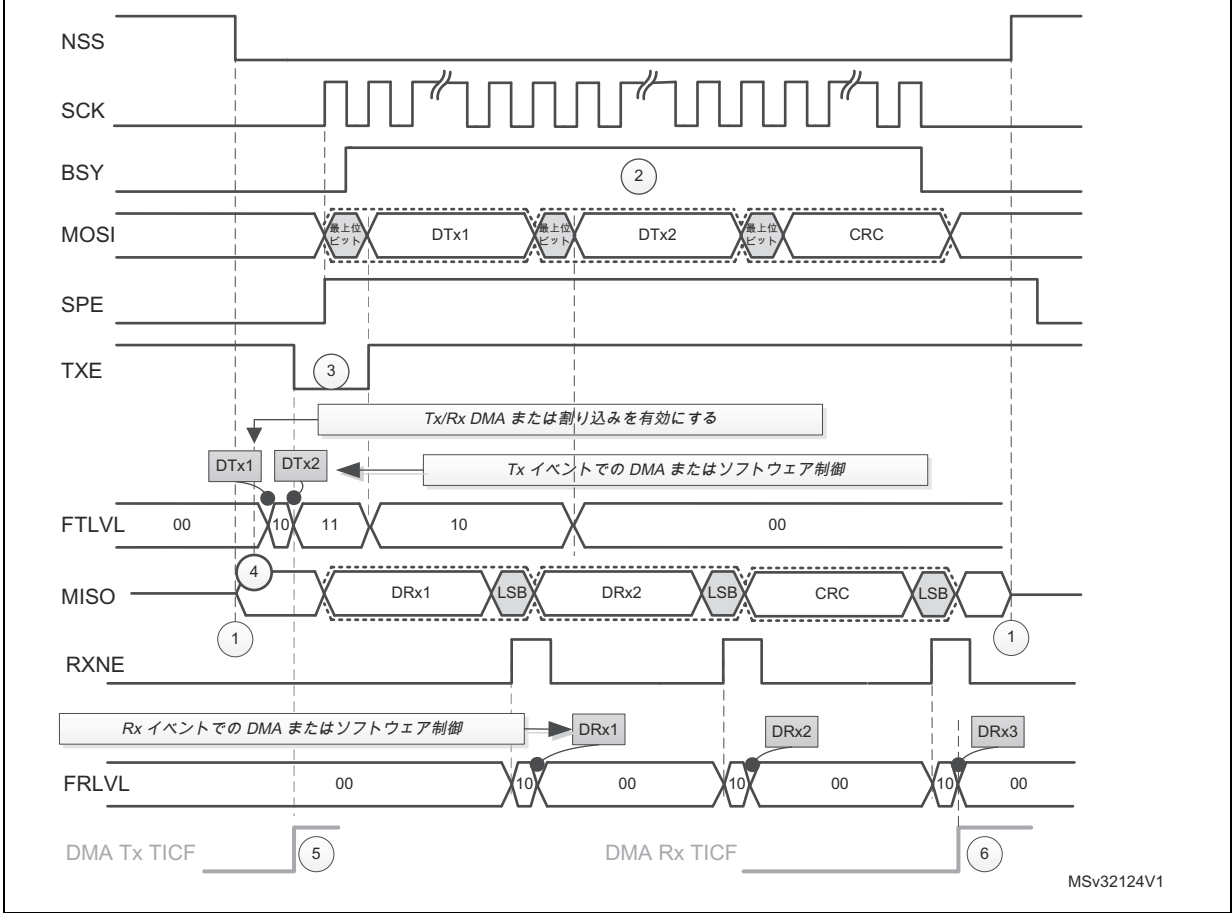 NSS
SCK
BSY
2
MOSI
最上位
ビット
DTx1
最上位
ビット
DTx2
最上位
ビット
CRC
SPE
TXE
3
Tx/Rx DMA または割り込みを有効にする
DTx1
DTx2
Tx イベントでの DMA またはソフトウェア制御
FTLVL
00
10
11
10
00
4
MISO
DRx1
LSB
DRx2
LSB
CRC
LSB
1
1
RXNE
Rx イベントでの DMA またはソフトウェア制御
DRx1
DRx2
DRx3
FRLVL
00
10
00
10
00
10
00
DMA Tx TICF
5
DMA Rx TICF
6
MSv32124V1